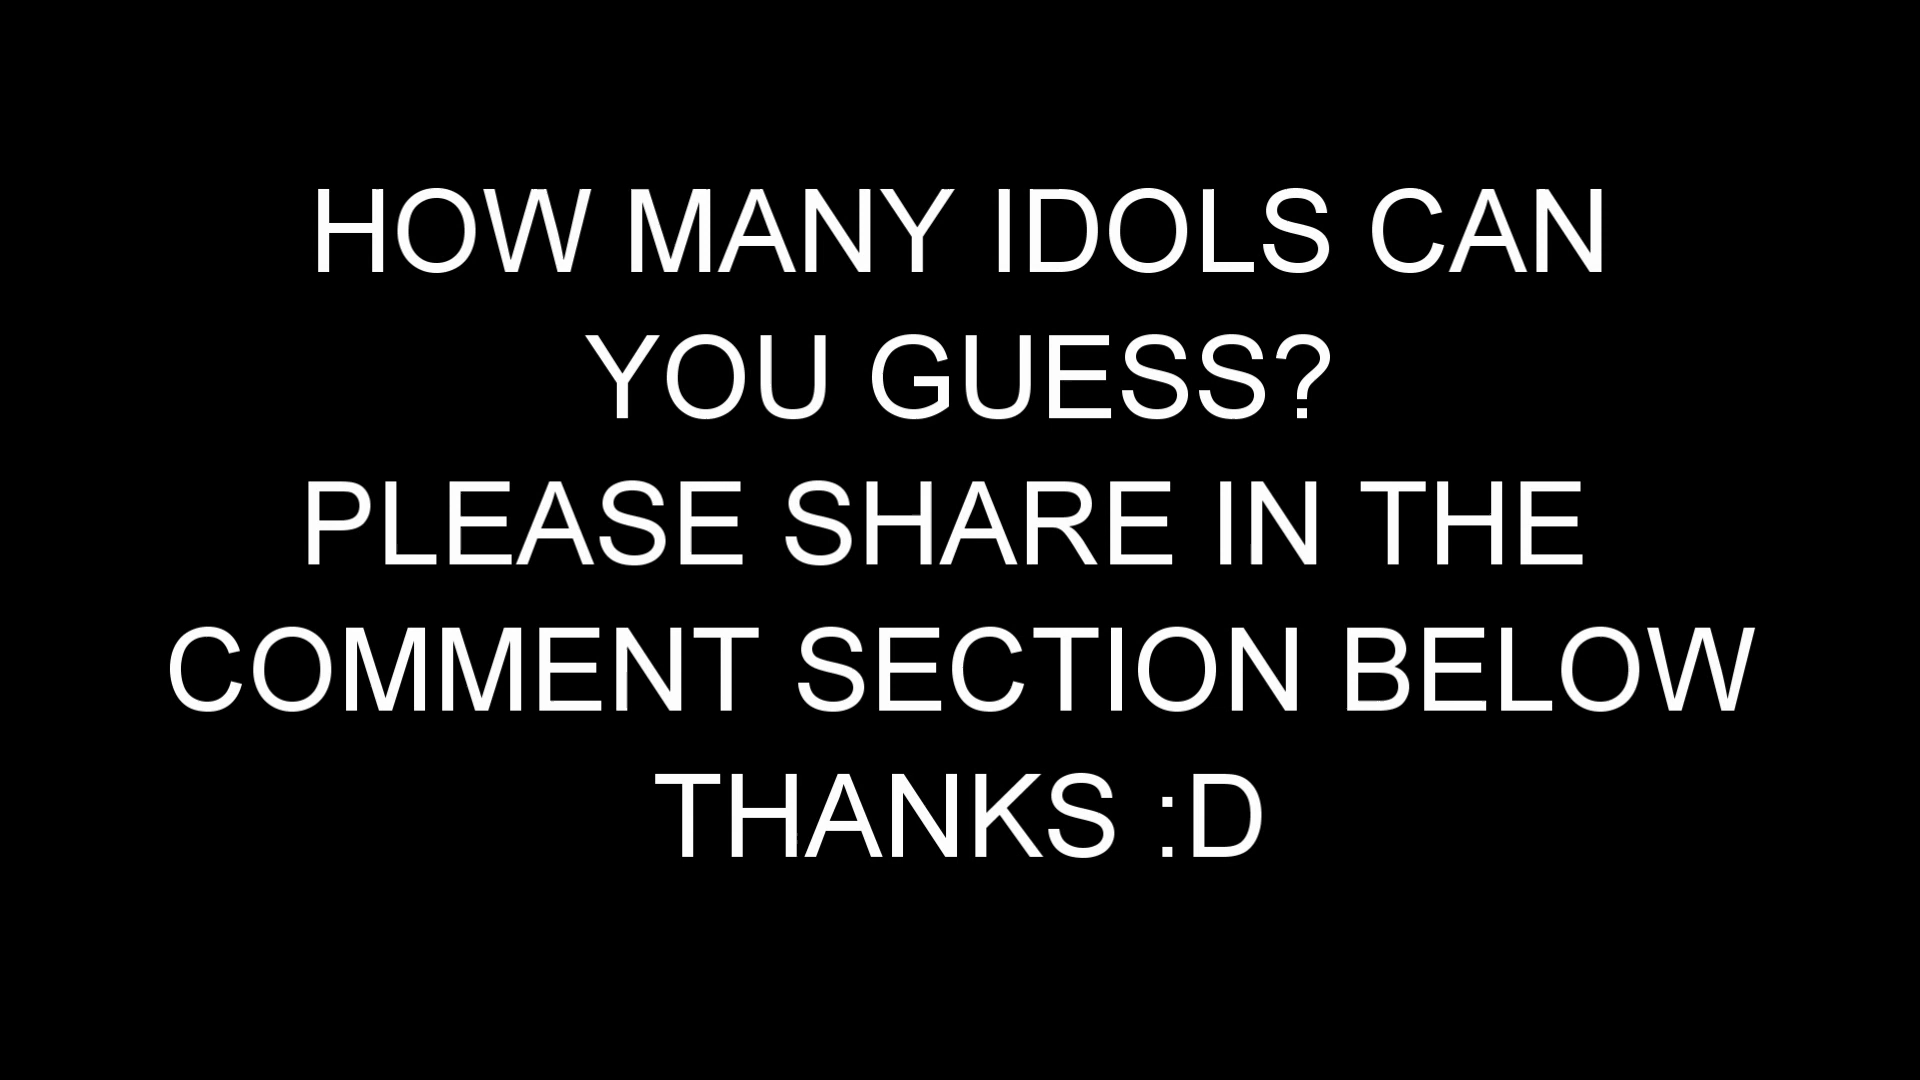 HOW MANY IDOLS CAN
YOU GUESS?
PLEASE SHARE IN THE
COMMENT SECTION BELOW
THANKS :D